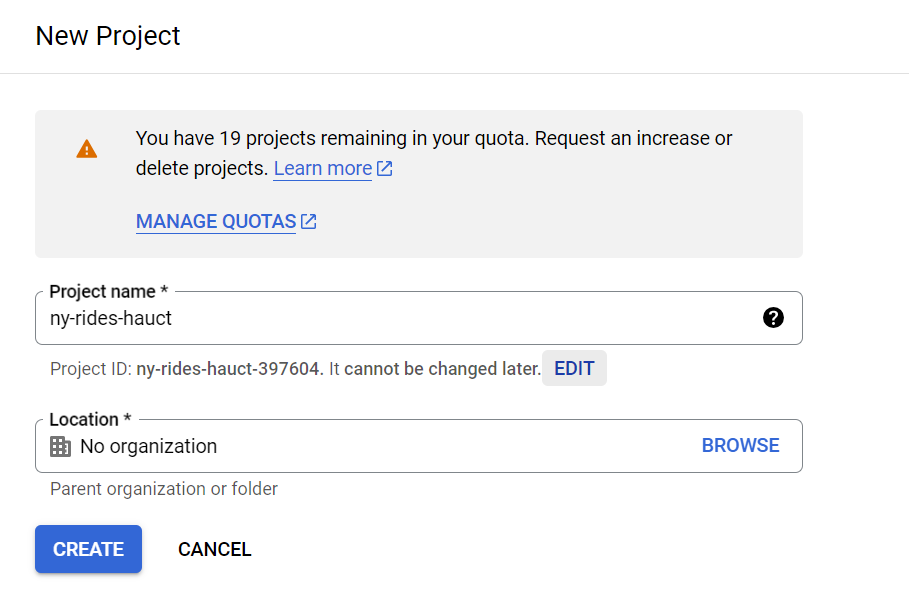 New Project
You have 19 projects remaining in your quota. Request an increase or
delete projects. Learn more
MANAGE QUOTAS
Project name *
ny-rides-hauct
Project ID: ny-rides-hauct-397604. It cannot be changed later. EDIT
Location *
No organization BROWSE
Parent organization or folder
CREATE CANCEL